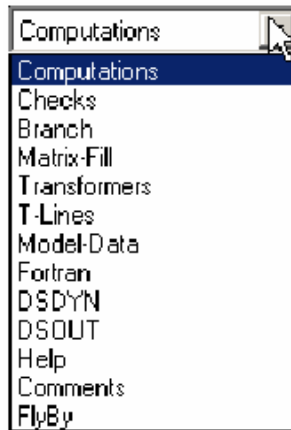 Computations
Computations
Checks
Branch
Matrix-Fill
Transformers
T-Lines
Model-Data
Fortran
DSDYN
DSOUT
Help
Comments
FlyBy